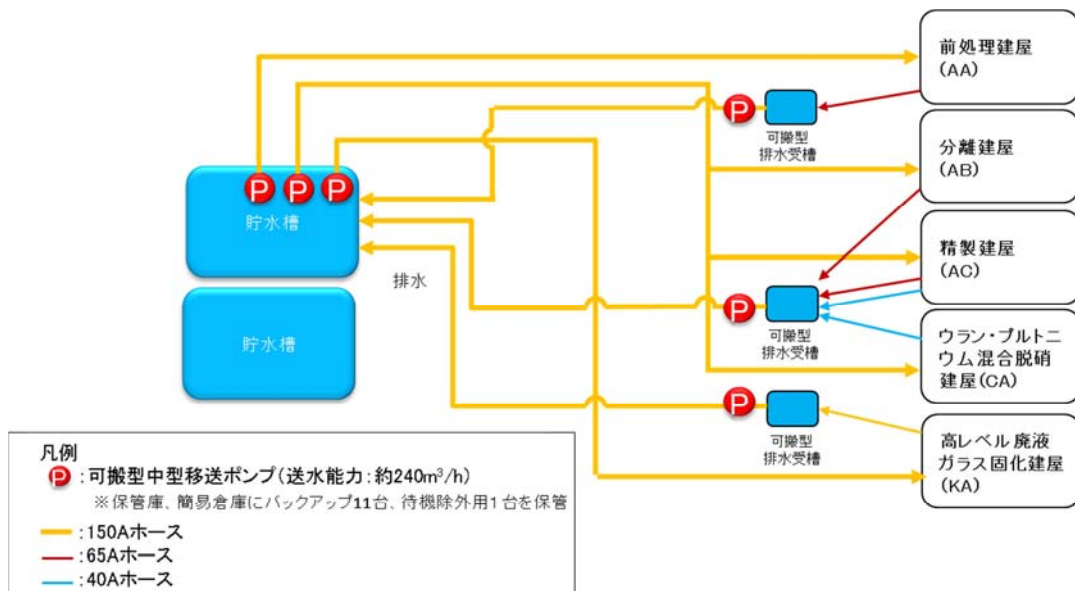 前処理建屋
(AA)
P
可搬型
排水受槽
分離建屋
(AB)
P P P
貯水槽
精製建屋
(AC)
排水
P
可搬型
排水受槽
貯水槽
ウラン・プルトニ
ウム混合脱硝
建屋(CA)
P
可搬型
排水受槽
高レベル廃液
ガラス固化建屋
(KA)
凡例
P :可搬型中型移送ポンプ(送水能力:約240m³/h)
※保管庫、簡易倉庫にバックアップ11台、待機除外用1台を保管
:150Aホース
:65Aホース
:40Aホース